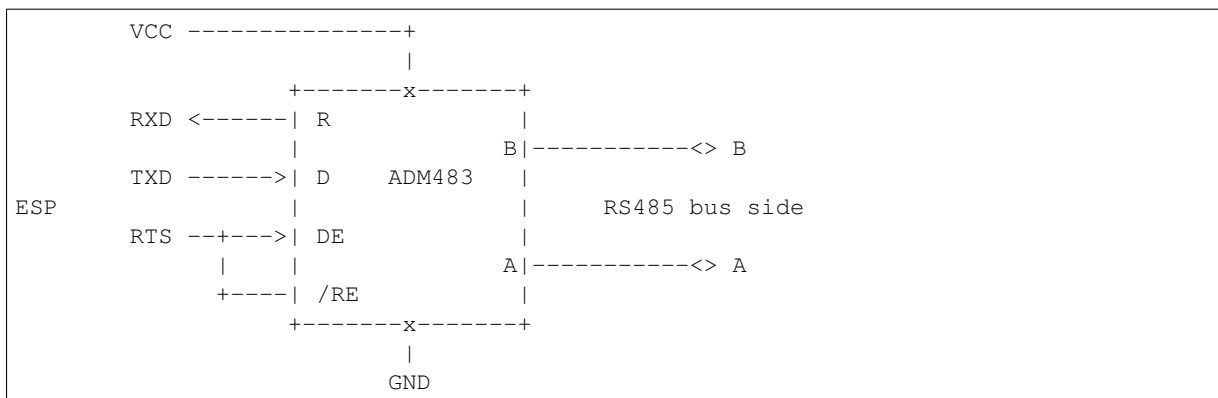 VCC ---------------+
|
+-------x-------+
RXD <------| R |
| B|-----------<> B
TXD ------>| D ADM483 |
ESP | | RS485 bus side
RTS --+--->| DE |
| | A|-----------<> A
+----| /RE |
+-------x-------+
|
GND